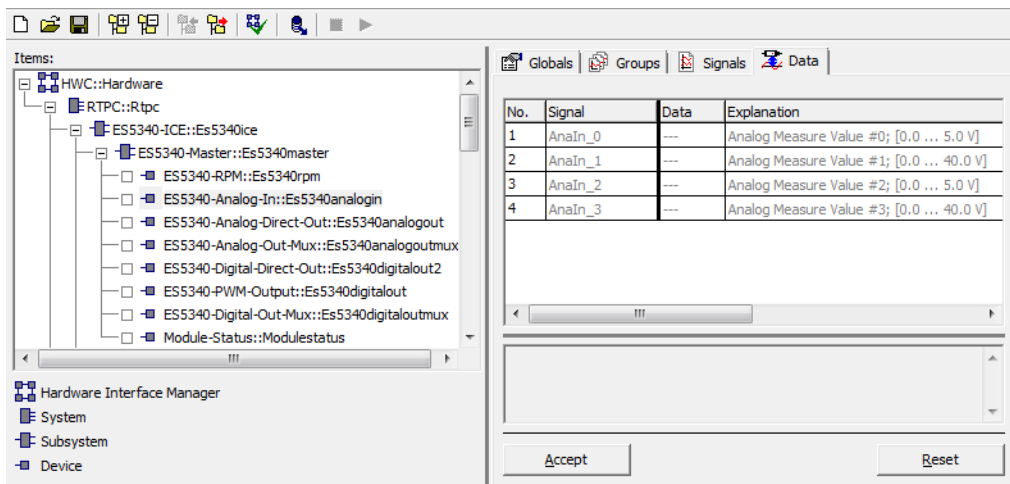 Items:
HWC::Hardware
RTPC::Rtpc
ES5340-ICE::Es5340ice
ES5340-Master::Es5340master
ES5340-RPM::Es5340rpm
ES5340-Analog-In::Es5340analogin
ES5340-Analog-Direct-Out::Es5340analogout
ES5340-Analog-Out-Mux::Es5340analogoutmux
ES5340-Digital-Direct-Out::Es5340digitalout2
ES5340-PWM-Output::Es5340digitalout
ES5340-Digital-Out-Mux::Es5340digitaloutmux
Module-Status::Modulestatus
Hardware Interface Manager
System
Subsystem
Device
Globals Groups Signals Data
No. Signal Data Explanation
1 AnaIn_0 --- Analog Measure Value #0; [0.0 ... 5.0 V]
2 AnaIn_1 --- Analog Measure Value #1; [0.0 ... 40.0 V]
3 AnaIn_2 --- Analog Measure Value #2; [0.0 ... 5.0 V]
4 AnaIn_3 --- Analog Measure Value #3; [0.0 ... 40.0 V]
Accept Reset